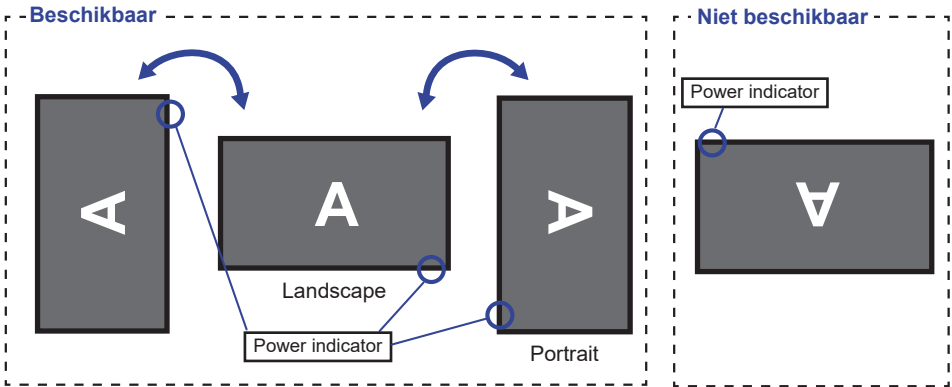 Beschikbaar
A
A
A
Landscape
Power indicator
Portrait
Niet beschikbaar
Power indicator
A